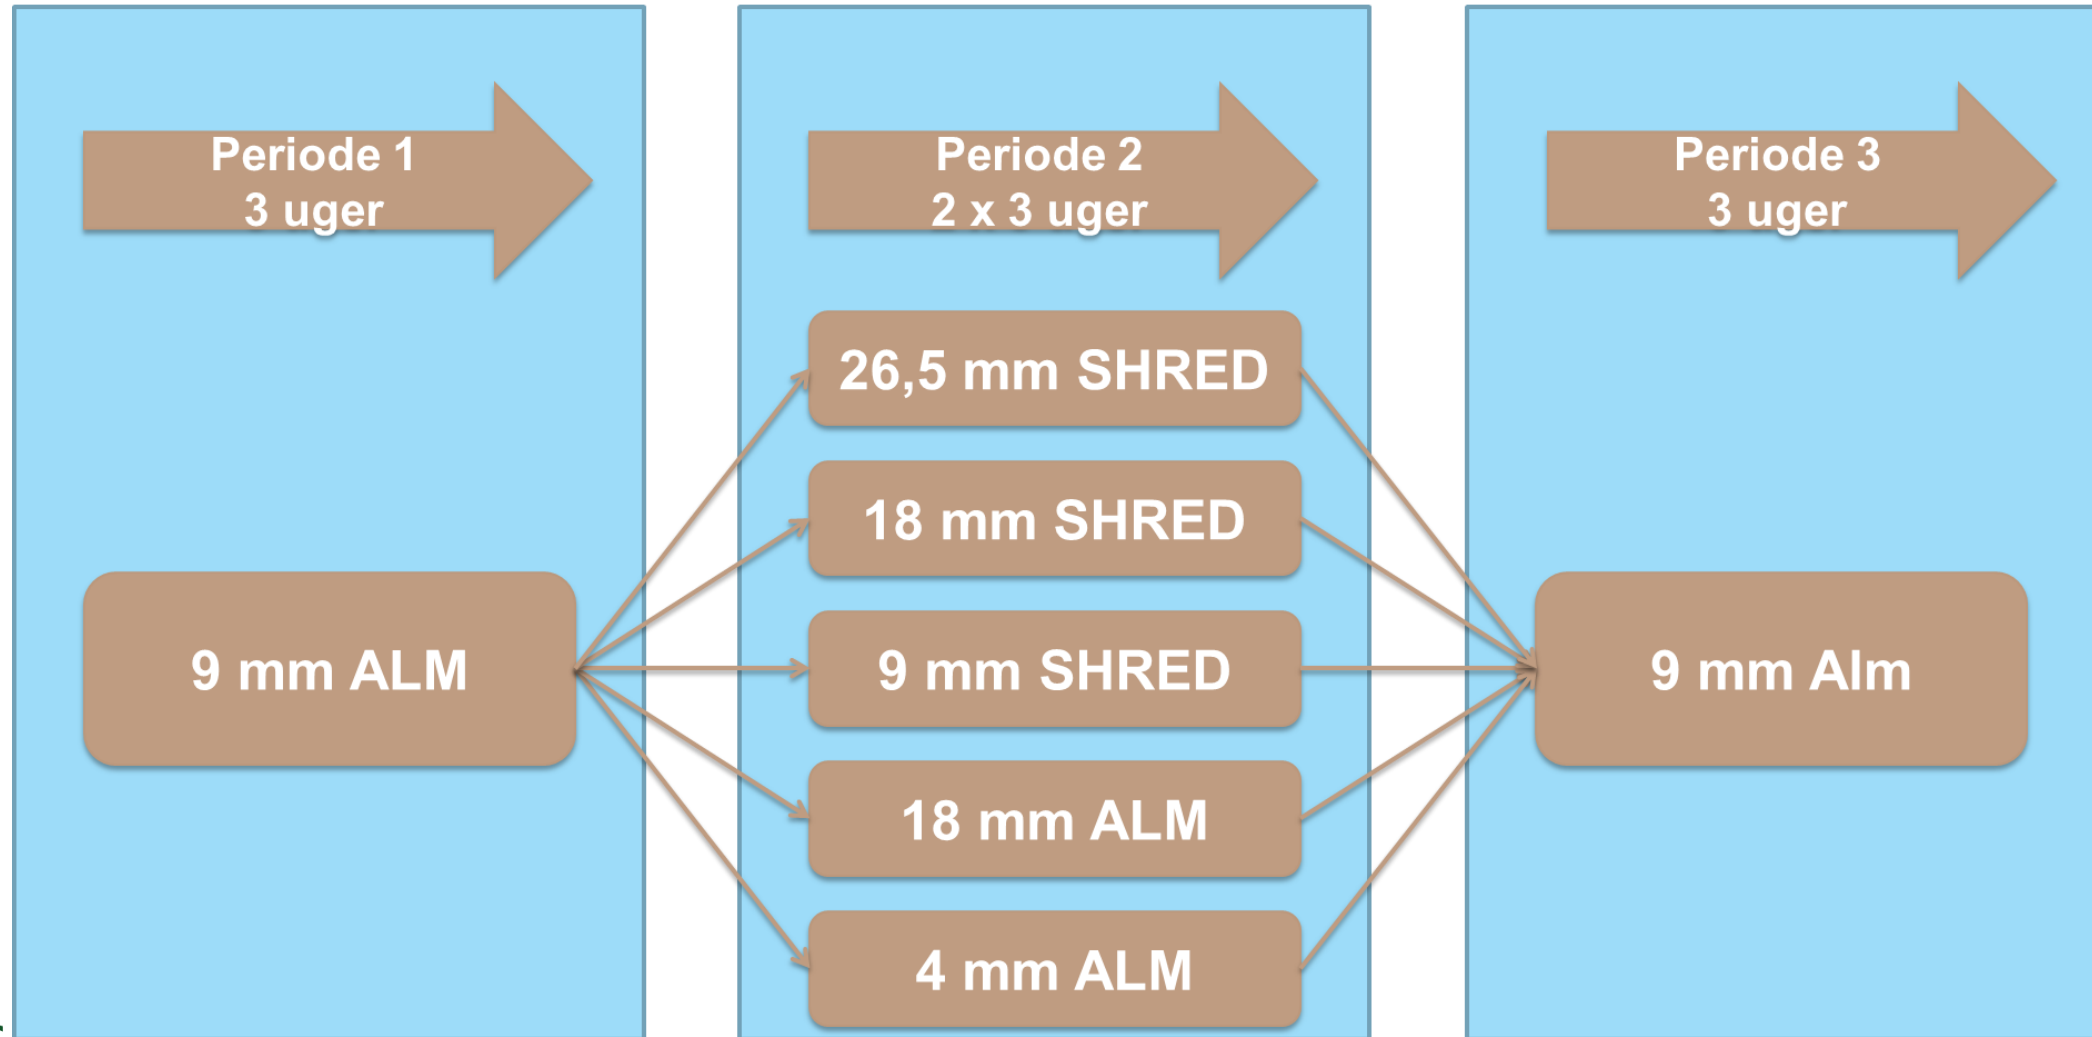 Periode 1
3 uger
Periode 2
2 x 3 uger
Periode 3
3 uger
26,5 mm SHRED
18 mm SHRED
9 mm ALM
9 mm SHRED
9 mm Alm
18 mm ALM
4 mm ALM